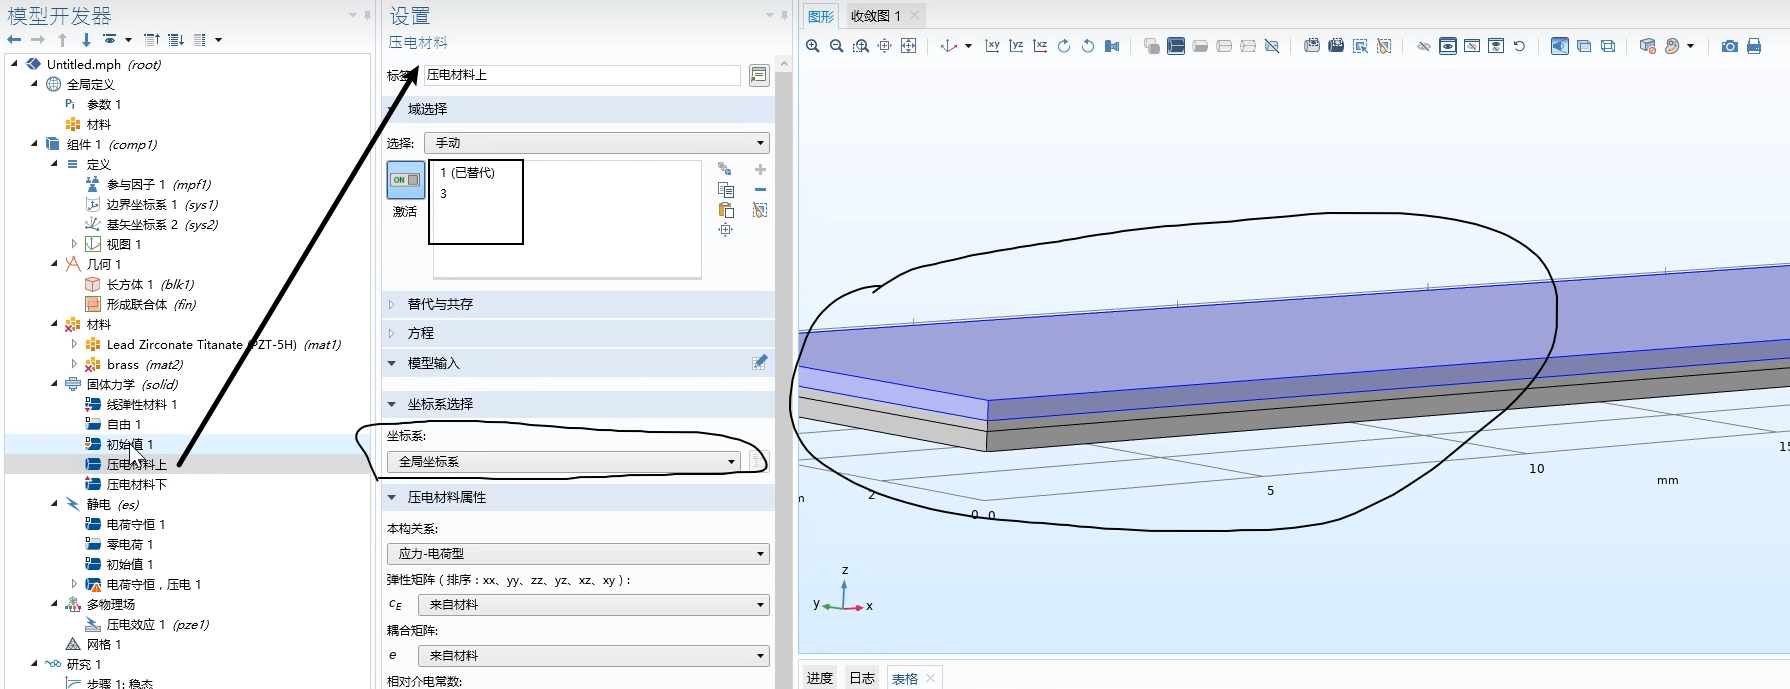 模型开发器
Untitled.mph (root)
全局定义
Pi 参数 1
材料
组件 1 (comp1)
定义
参与因子 1 (mpf1)
边界坐标系 1 (sys1)
基矢坐标系 2 (sys2)
视图 1
几何 1
长方体 1 (blk1)
形成联合体 (fin)
材料
Lead Zirconate Titanate (PZT-5H) (mat1)
brass (mat2)
固体力学 (solid)
线弹性材料 1
自由 1
初始值 1
压电材料上
压电材料下
静电 (es)
电荷守恒 1
零电荷 1
初始值 1
电荷守恒，压电 1
多物理场
压电效应 1 (pze1)
网格 1
研究 1
步骤 1: 稳态
设置
压电材料
标签: 压电材料上
域选择
选择: 手动
ON
激活
1 (已替代)
3
替代与共存
方程
模型输入
坐标系选择
坐标系:
全局坐标系
压电材料属性
本构关系:
应力-电荷型
弹性矩阵 ( 排序：xx、yy、zz、yz、xz、xy ) :
cE 来自材料
耦合矩阵:
e 来自材料
相对介电常数:
图形
收敛图 1
xy yz xz
15
10
mm
5
2
m
0 0
z
y x
进度 日志 表格